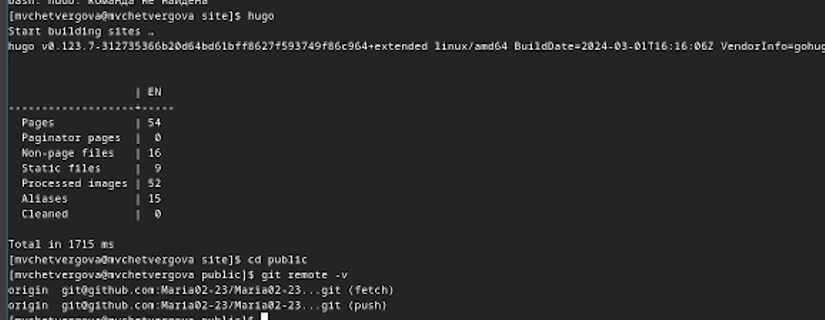 bash: hugo: команда не найдена
[mvchetvergova@mvchetvergova site]$ hugo
Start building sites …
hugo v0.123.7-312735366b20d64bd61bff8627f593749f86c964+extended linux/amd64 BuildDate=2024-03-01T16:16:06Z VendorInfo=gohug
| EN
-------------------+-----
Pages | 54
Paginator pages | 0
Non-page files | 16
Static files | 9
Processed images | 52
Aliases | 15
Cleaned | 0
Total in 1715 ms
[mvchetvergova@mvchetvergova site]$ cd public
[mvchetvergova@mvchetvergova public]$ git remote -v
origin git@github.com:Maria02-23/Maria02-23...git (fetch)
origin git@github.com:Maria02-23/Maria02-23...git (push)
[mvchetvergova@mvchetvergova public]$